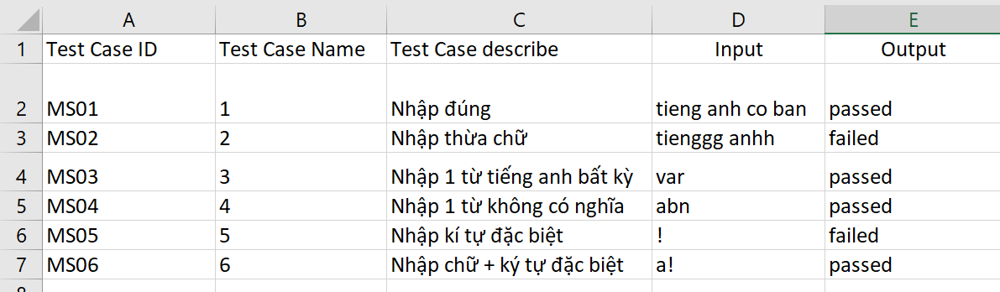 A B C D E
1 Test Case ID Test Case Name Test Case describe Input Output
2 MS01 1 Nhập đúng tieng anh co ban passed
3 MS02 2 Nhập thừa chữ tienggg anhh failed
4 MS03 3 Nhập 1 từ tiếng anh bất kỳ var passed
5 MS04 4 Nhập 1 từ không có nghĩa abn passed
6 MS05 5 Nhập kí tự đặc biệt ! failed
7 MS06 6 Nhập chữ + ký tự đặc biệt a! passed